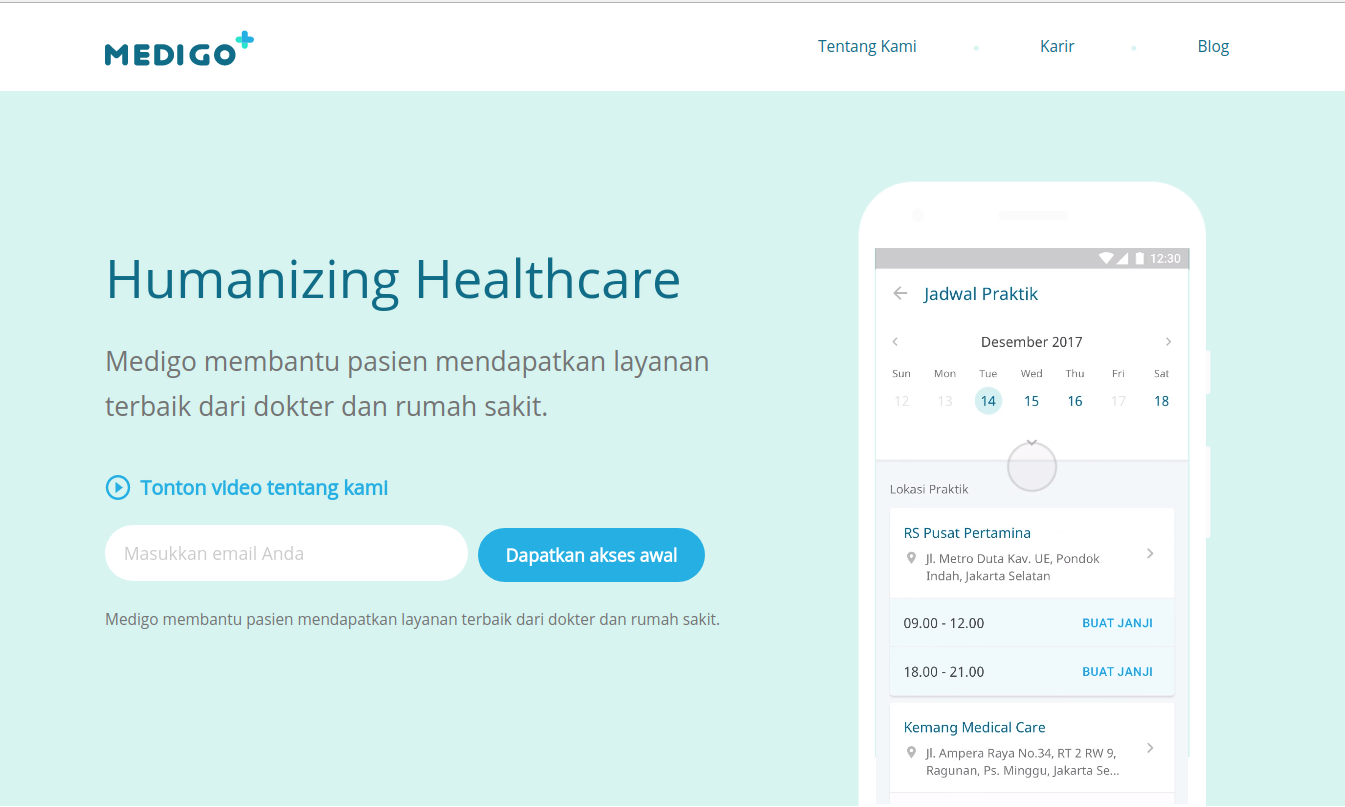 MEDIGO
Tentang Kami
Karir
Blog
Humanizing Healthcare
Medigo membantu pasien mendapatkan layanan
terbaik dari dokter dan rumah sakit.
Tonton video tentang kami
Masukkan email Anda
Dapatkan akses awal
Medigo membantu pasien mendapatkan layanan terbaik dari dokter dan rumah sakit.
12:30
Jadwal Praktik
Desember 2017
Sun Mon Tue Wed Thu Fri Sat
12 13 14 15 16 17 18
Lokasi Praktik
RS Pusat Pertamina
Jl. Metro Duta Kav. UE, Pondok
Indah, Jakarta Selatan
09.00 - 12.00 BUAT JANJI
18.00 - 21.00 BUAT JANJI
Kemang Medical Care
Jl. Ampera Raya No.34, RT 2 RW 9,
Ragunan, Ps. Minggu, Jakarta Se...